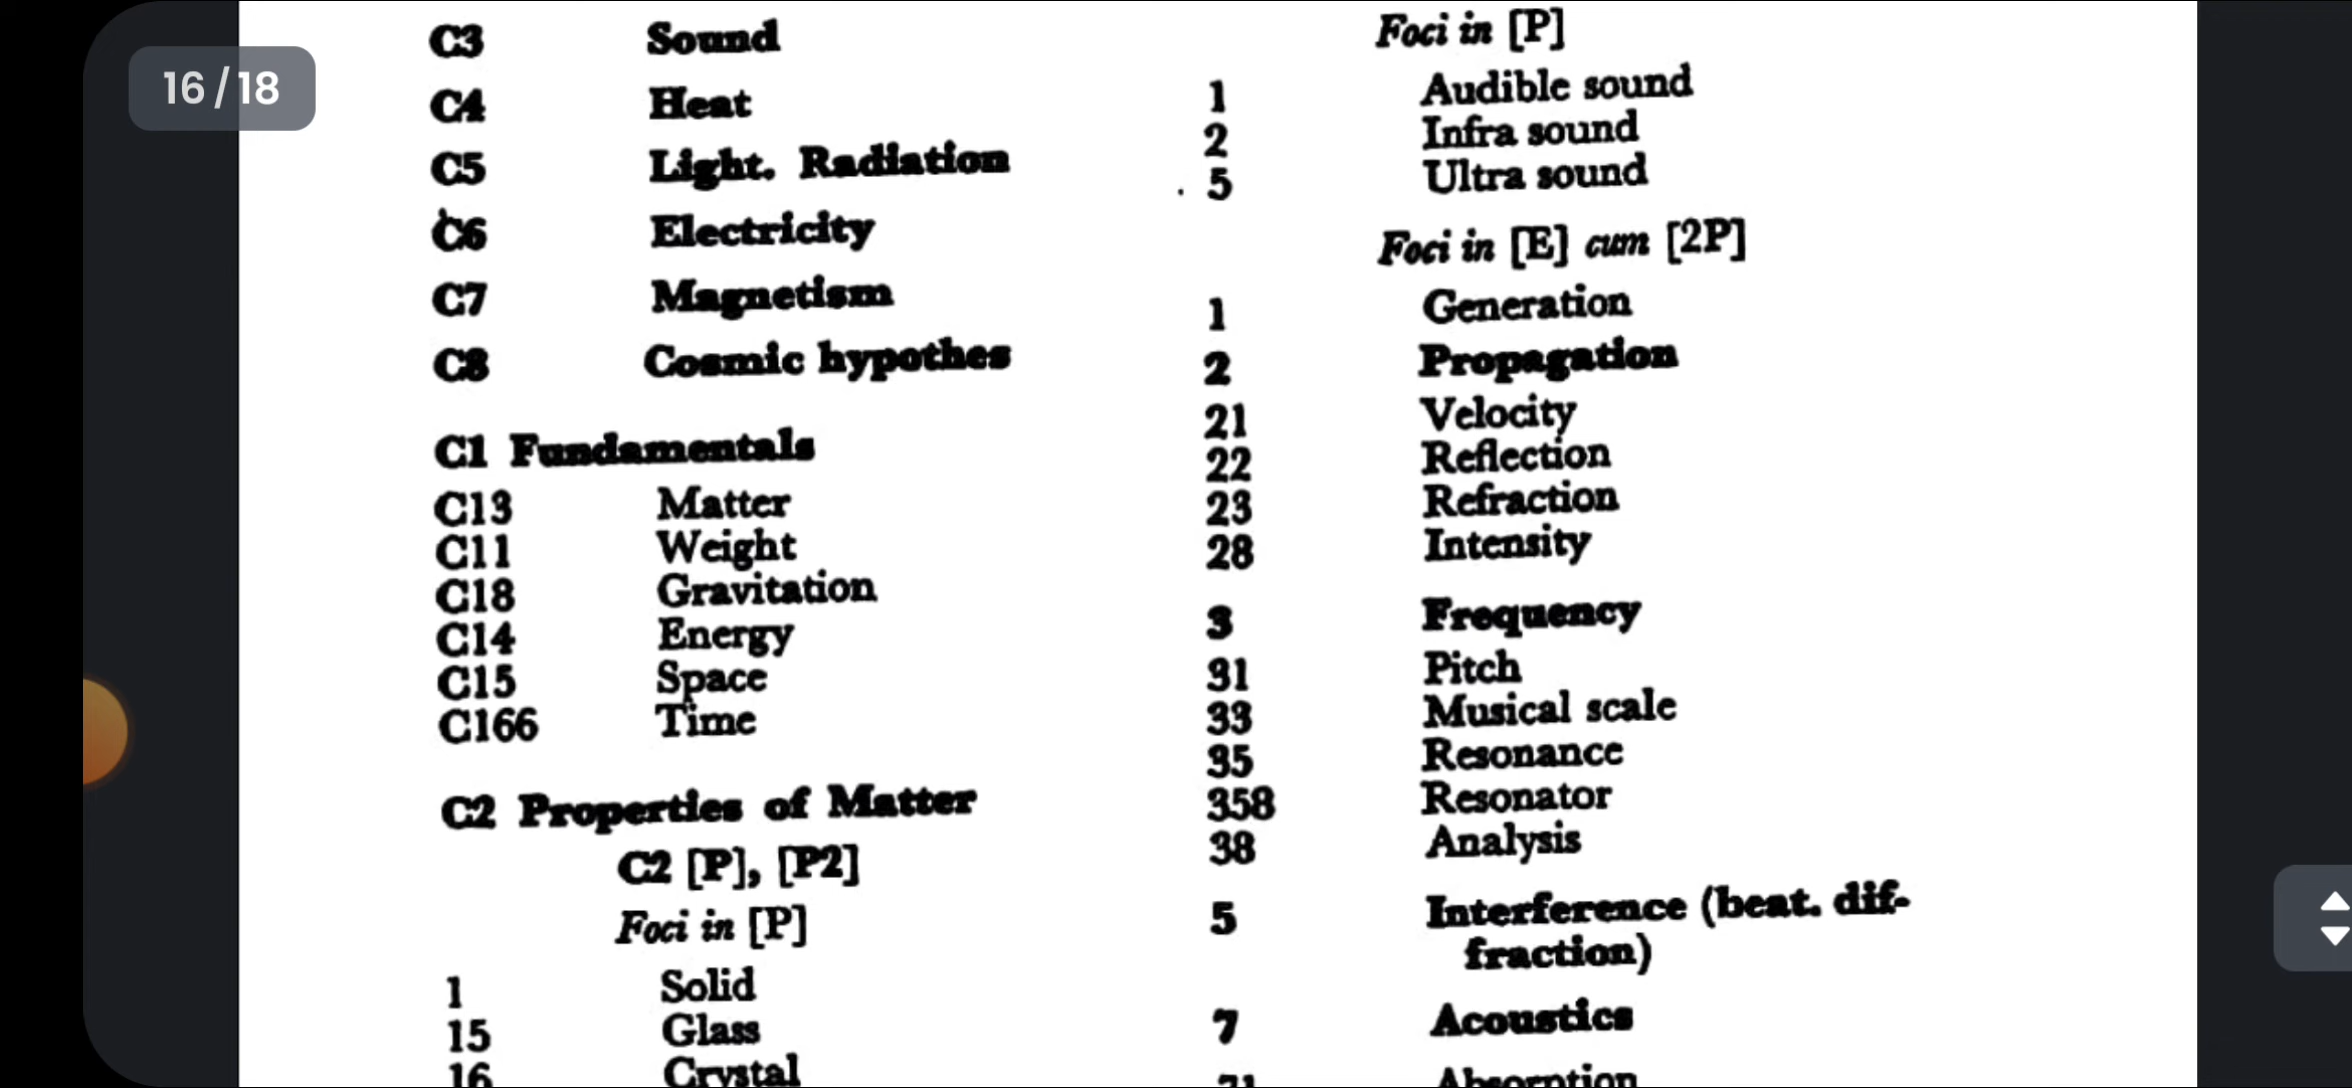 16/18
C3 Sound
C4 Heat
C5 Light. Radiation
C6 Electricity
C7 Magnetism
C8 Cosmic hypothes
C1 Fundamentals
C13 Matter
C11 Weight
C18 Gravitation
C14 Energy
C15 Space
C166 Time
C2 Properties of Matter
C2 [P], [P2]
Foci in [P]
1 Solid
15 Glass
16 Crystal
Foci in [P]
1 Audible sound
2 Infra sound
5 Ultra sound
Foci in [E] cum [2P]
1 Generation
2 Propagation
21 Velocity
22 Reflection
23 Refraction
28 Intensity
3 Frequency
31 Pitch
33 Musical scale
35 Resonance
358 Resonator
38 Analysis
5 Interference (beat. dif-
fraction)
7 Acoustics
Absorption